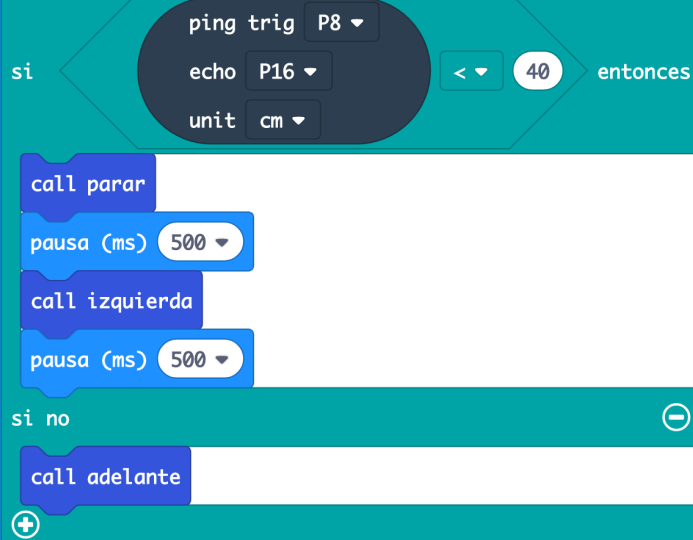 ping trig P8
si echo P16 < 40 entonces
unit cm
call parar
pausa (ms) 500
call izquierda
pausa (ms) 500
si no
call adelante